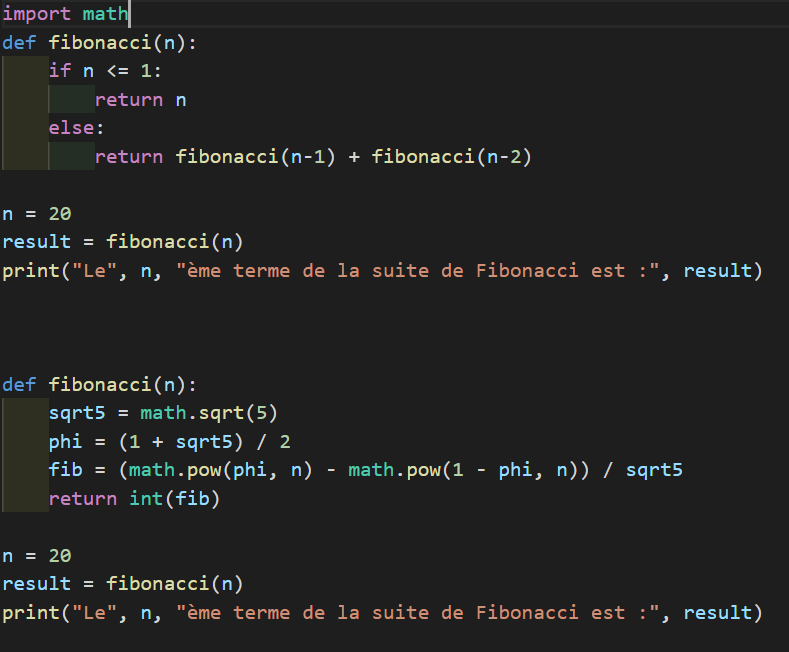 import math
def fibonacci(n):
    if n <= 1:
        return n
    else:
        return fibonacci(n-1) + fibonacci(n-2)

n = 20
result = fibonacci(n)
print("Le", n, "ème terme de la suite de Fibonacci est :", result)

def fibonacci(n):
    sqrt5 = math.sqrt(5)
    phi = (1 + sqrt5) / 2
    fib = (math.pow(phi, n) - math.pow(1 - phi, n)) / sqrt5
    return int(fib)

n = 20
result = fibonacci(n)
print("Le", n, "ème terme de la suite de Fibonacci est :", result)